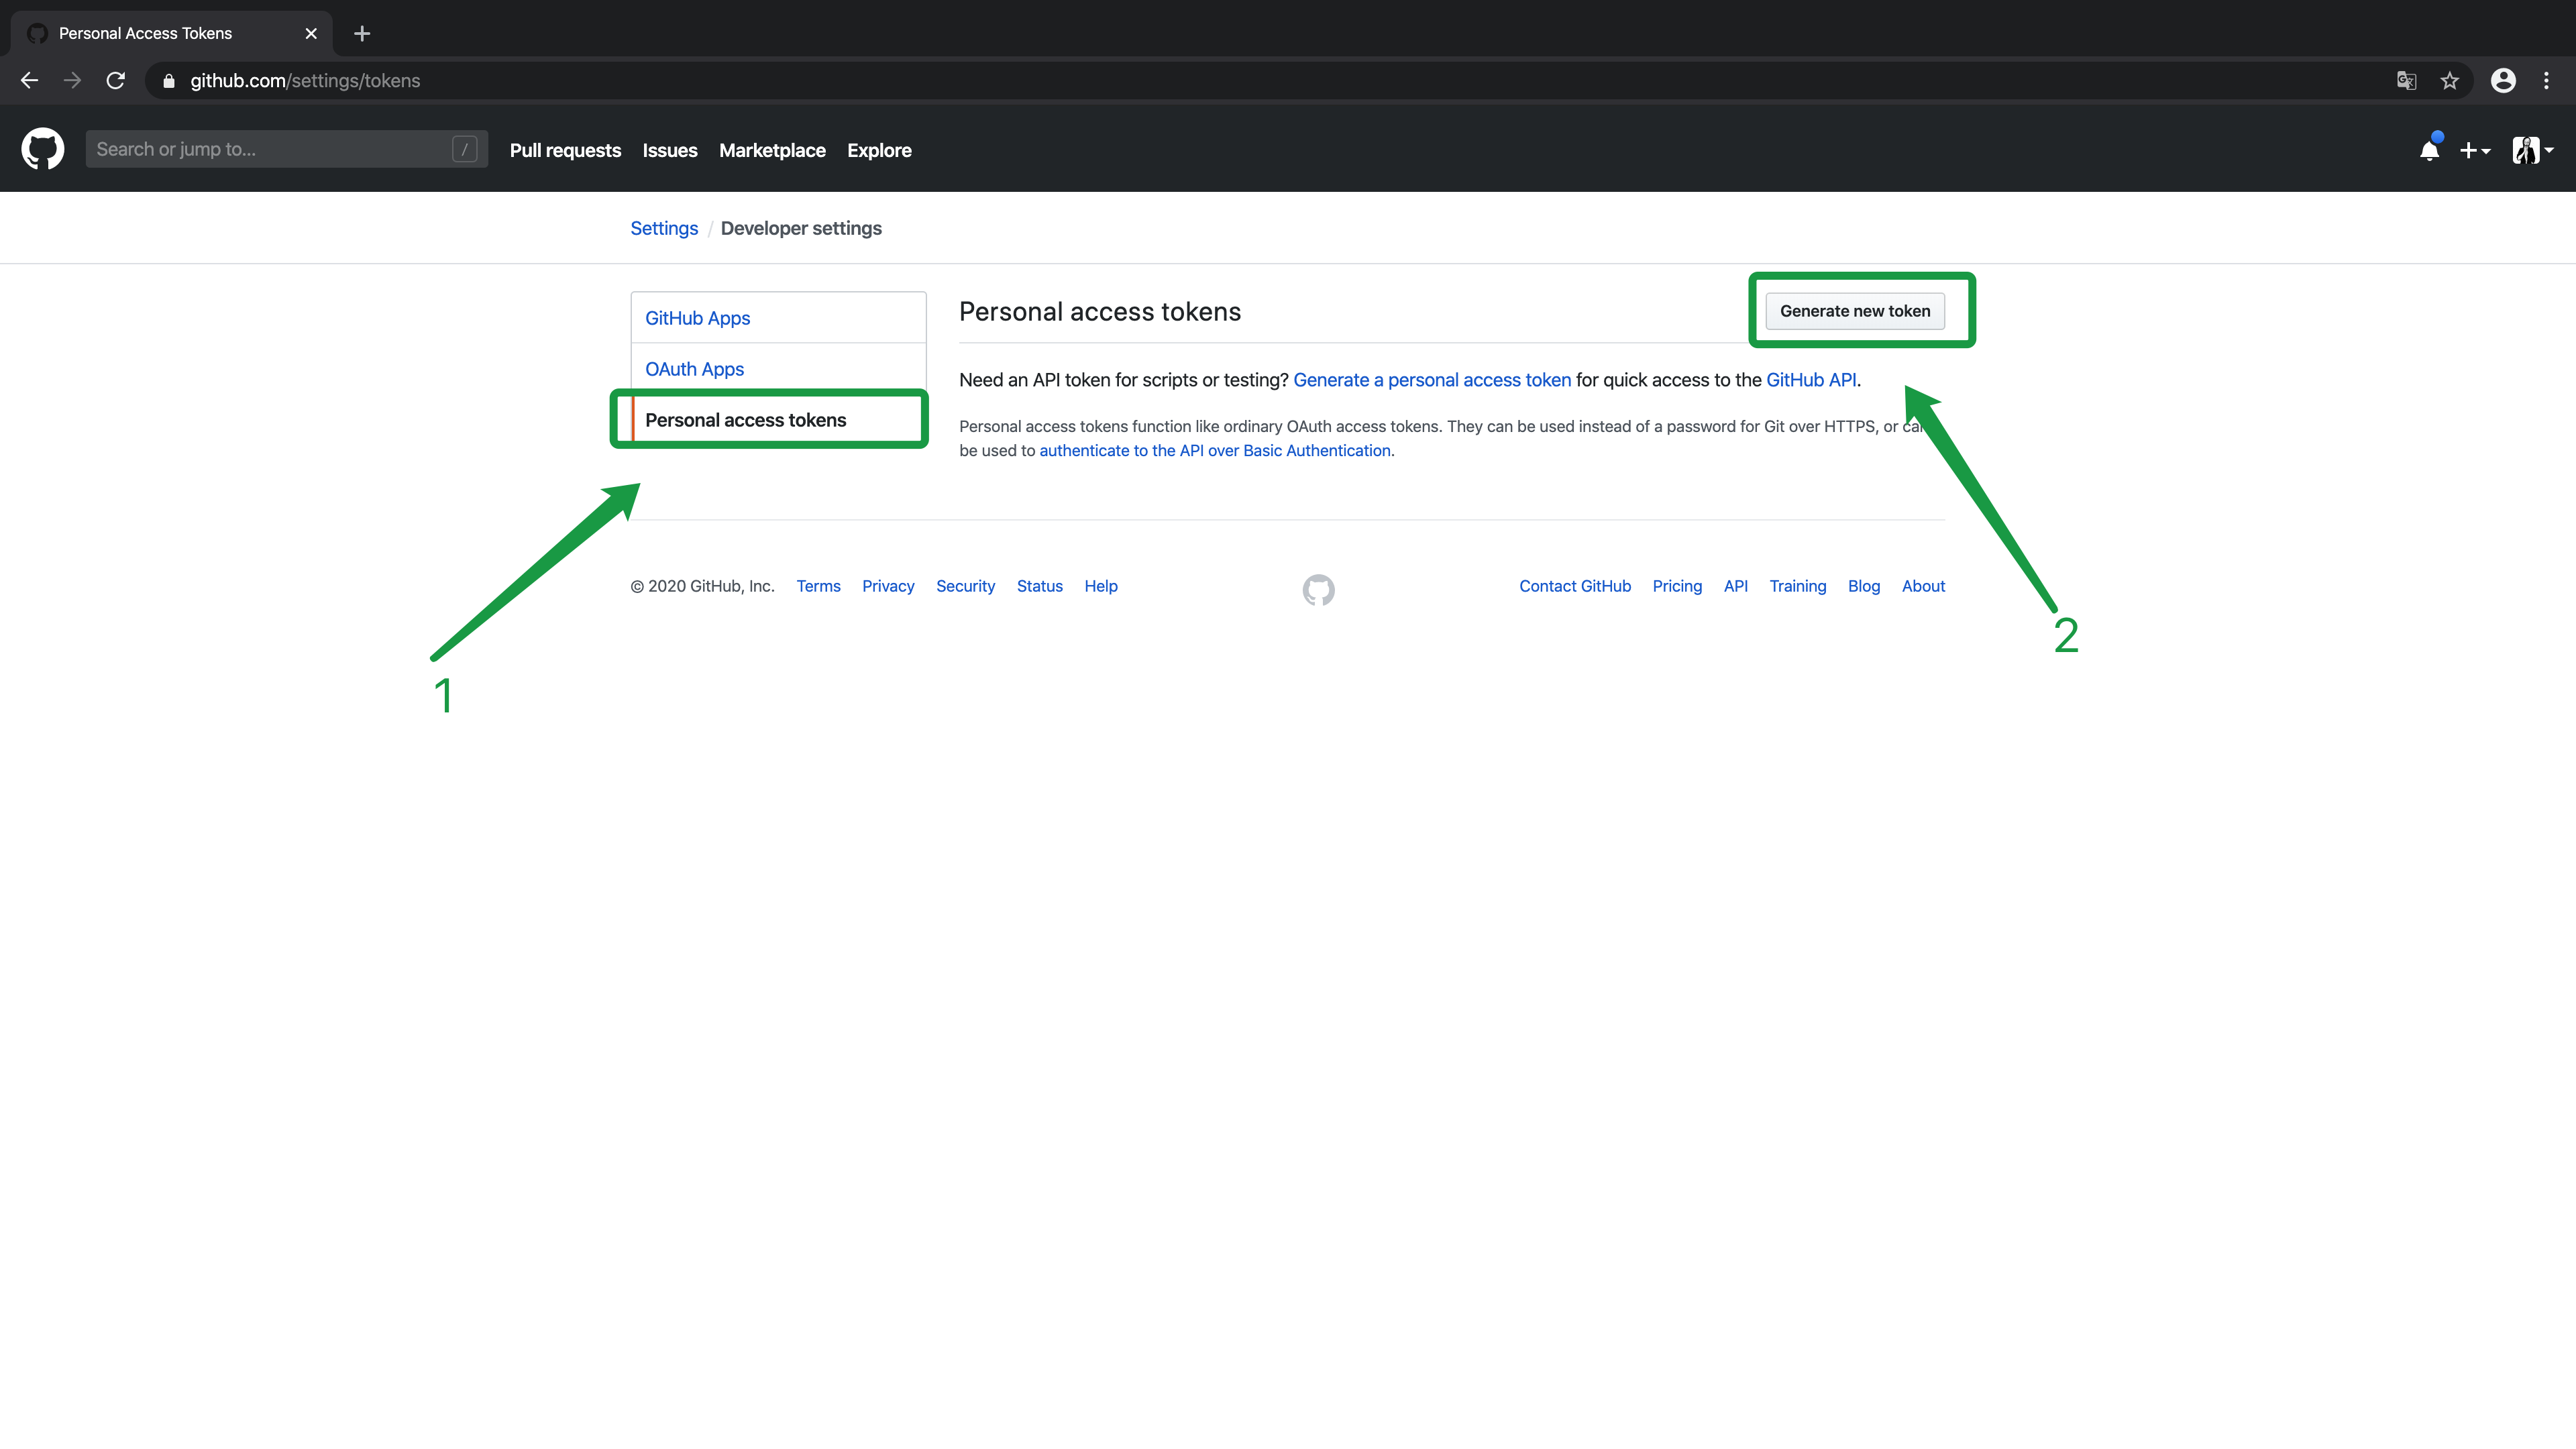 Personal Access Tokens
github.com/settings/tokens
Search or jump to... /
Pull requests Issues Marketplace Explore
Settings / Developer settings
GitHub Apps
OAuth Apps
Personal access tokens
Personal access tokens
Generate new token
Need an API token for scripts or testing? Generate a personal access token for quick access to the GitHub API.
Personal access tokens function like ordinary OAuth access tokens. They can be used instead of a password for Git over HTTPS, or can
be used to authenticate to the API over Basic Authentication.
1
2
© 2020 GitHub, Inc. Terms Privacy Security Status Help
Contact GitHub Pricing API Training Blog About